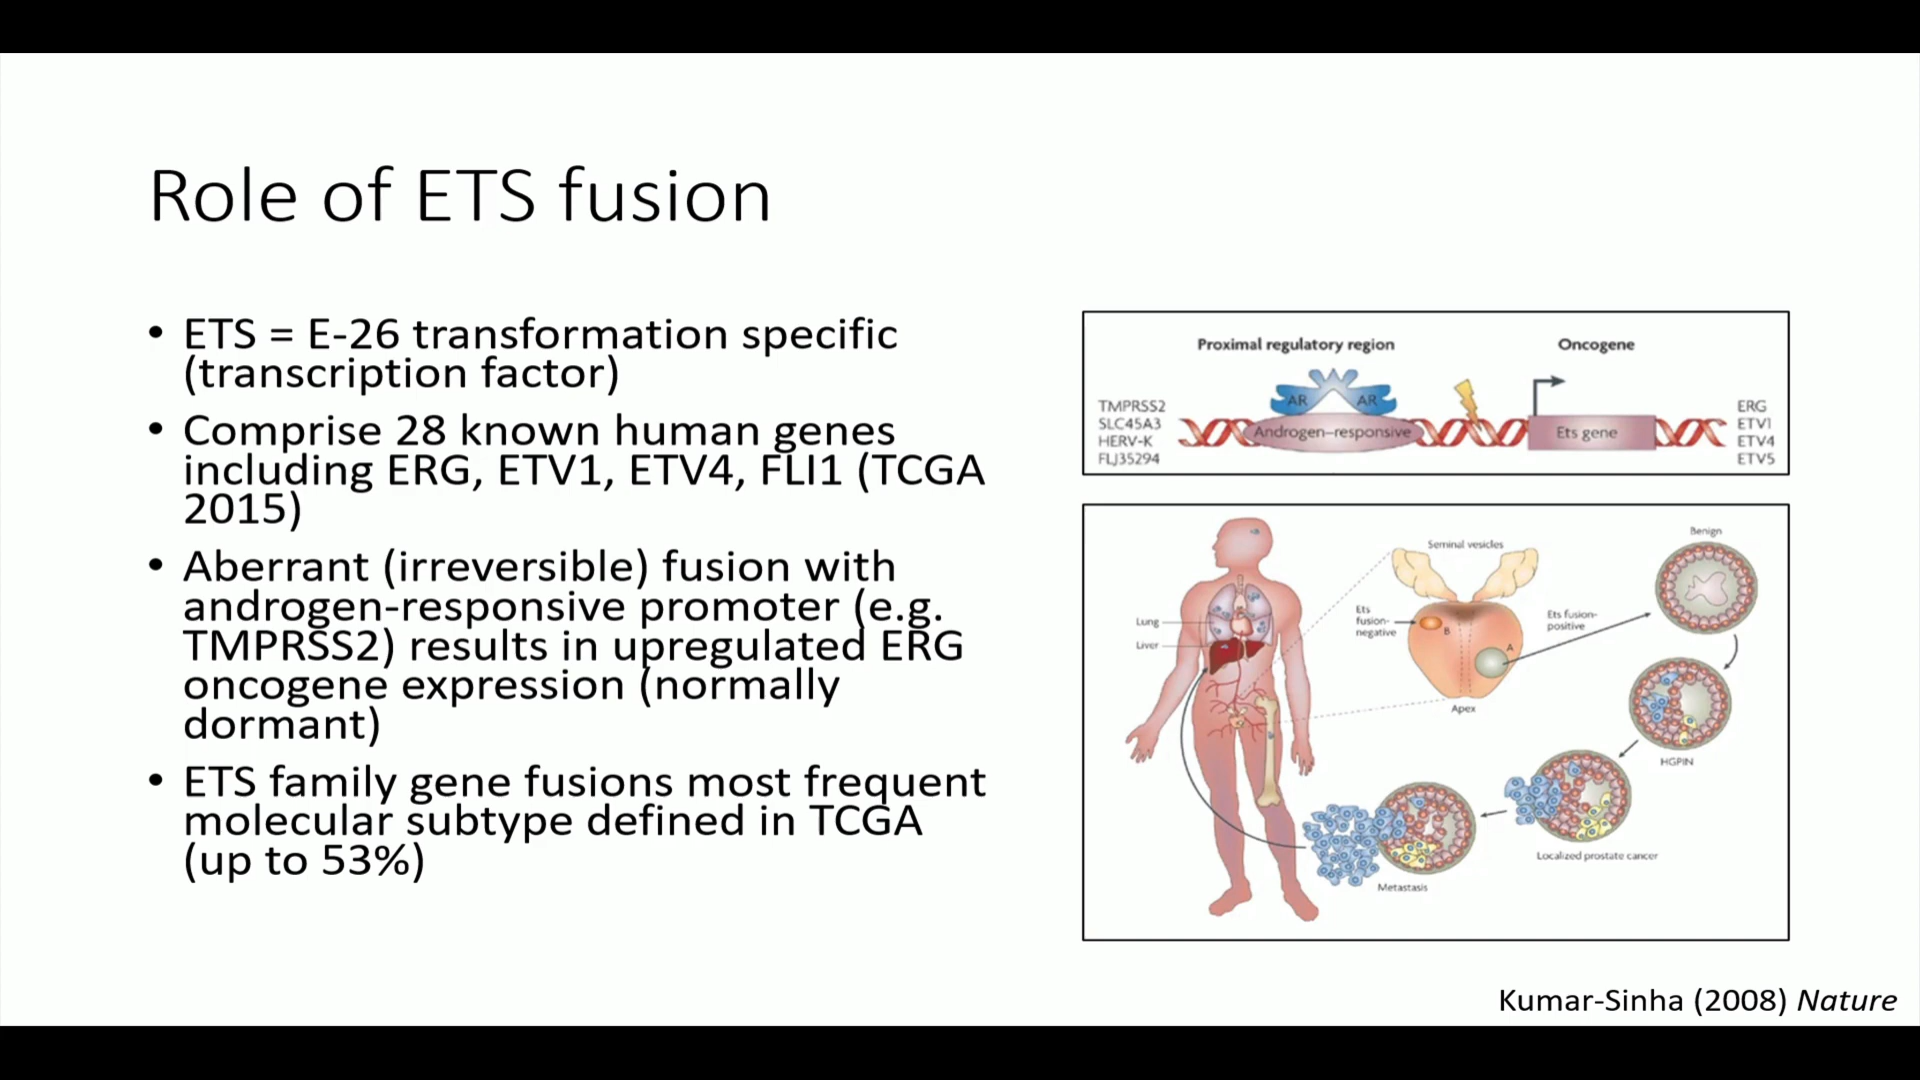 Role of ETS fusion
• ETS = E-26 transformation specific
(transcription factor)
• Comprise 28 known human genes
including ERG, ETV1, ETV4, FLI1 (TCGA
2015)
• Aberrant (irreversible) fusion with
androgen-responsive promoter (e.g.
TMPRSS2) results in upregulated ERG
oncogene expression (normally
dormant)
• ETS family gene fusions most frequent
molecular subtype defined in TCGA
(up to 53%)
Proximal regulatory region
Oncogene
TMPRSS2
SLC45A3
HERV-K
FLJ35294
AR
AR
Androgen-responsive
Ets gene
ERG
ETV1
ETV4
ETV5
Lung
Liver
Seminal vesicles
Ets
fusion-
negative
B
A
Apex
Ets fusion-
positive
Benign
HGPIN
Localized prostate cancer
Metastasis
Kumar-Sinha (2008) Nature